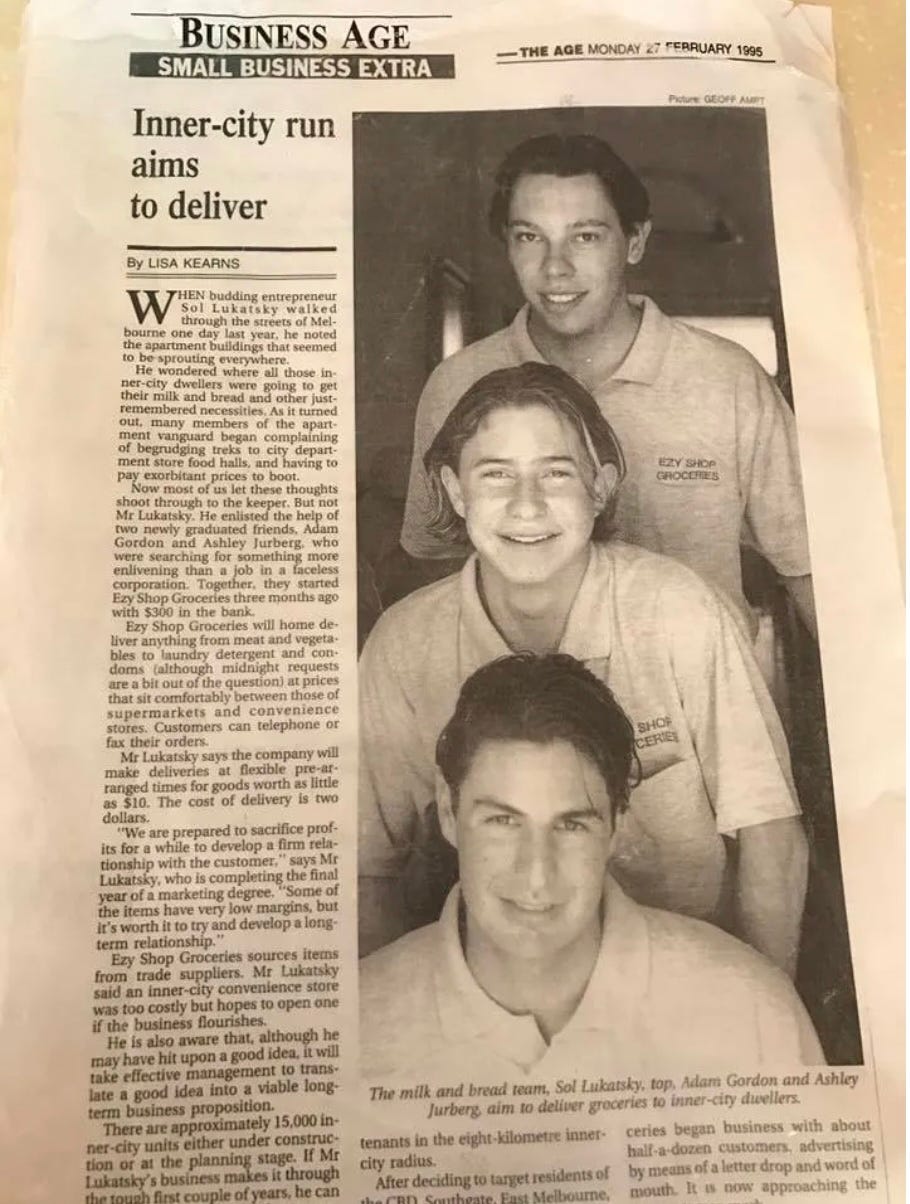 BUSINESS AGE
SMALL BUSINESS EXTRA
THE AGE MONDAY 27 FEBRUARY 1995
Picture: GEOFF AMPT
Inner-city run
aims
to deliver
By LISA KEARNS
WHEN budding entrepreneur
Sol Lukatsky walked
through the streets of Mel-
bourne one day last year, he noted
the apartment buildings that seemed
to be sprouting everywhere.
He wondered where all those in-
ner-city dwellers were going to get
their milk and bread and other just-
remembered necessities. As it turned
out, many members of the apart-
ment vanguard began complaining
of begrudging treks to city depart-
ment store food halls, and having to
pay exorbitant prices to boot.
Now most of us let these thoughts
shoot through to the keeper. But not
Mr Lukatsky. He enlisted the help of
two newly graduated friends, Adam
Gordon and Ashley Jurberg, who
were searching for something more
enlivening than a job in a faceless
corporation. Together, they started
Ezy Shop Groceries three months ago
with $300 in the bank.
Ezy Shop Groceries will home de-
liver anything from meat and vegeta-
bles to laundry detergent and con-
doms (although midnight requests
are a bit out of the question) at prices
that sit comfortably between those of
supermarkets and convenience
stores. Customers can telephone or
fax their orders.
Mr Lukatsky says the company will
make deliveries at flexible pre-ar-
ranged times for goods worth as little
as $10. The cost of delivery is two
dollars.
"We are prepared to sacrifice prof-
its for a while to develop a firm rela-
tionship with the customer," says Mr
Lukatsky, who is completing the final
year of a marketing degree. "Some of
the items have very low margins, but
it's worth it to try and develop a long-
term relationship."
Ezy Shop Groceries sources items
from trade suppliers. Mr Lukatsky
said an inner-city convenience store
was too costly but hopes to open one
if the business flourishes.
He is also aware that, although he
may have hit upon a good idea, it will
take effective management to trans-
late a good idea into a viable long-
term business proposition.
There are approximately 15,000 in-
ner-city units either under construc-
tion or at the planning stage. If Mr
Lukatsky's business makes it through
the tough first couple of years, he can
EZY SHOP
GROCERIES
SHOP
CERIES
The milk and bread team, Sol Lukatsky, top, Adam Gordon and Ashley
Jurberg, aim to deliver groceries to inner-city dwellers.
tenants in the eight-kilometre inner-
city radius.
After deciding to target residents of
the CBD, Southgate, East Melbourne,
ceries began business with about
half-a-dozen customers, advertising
by means of a letter drop and word of
mouth. It is now approaching the